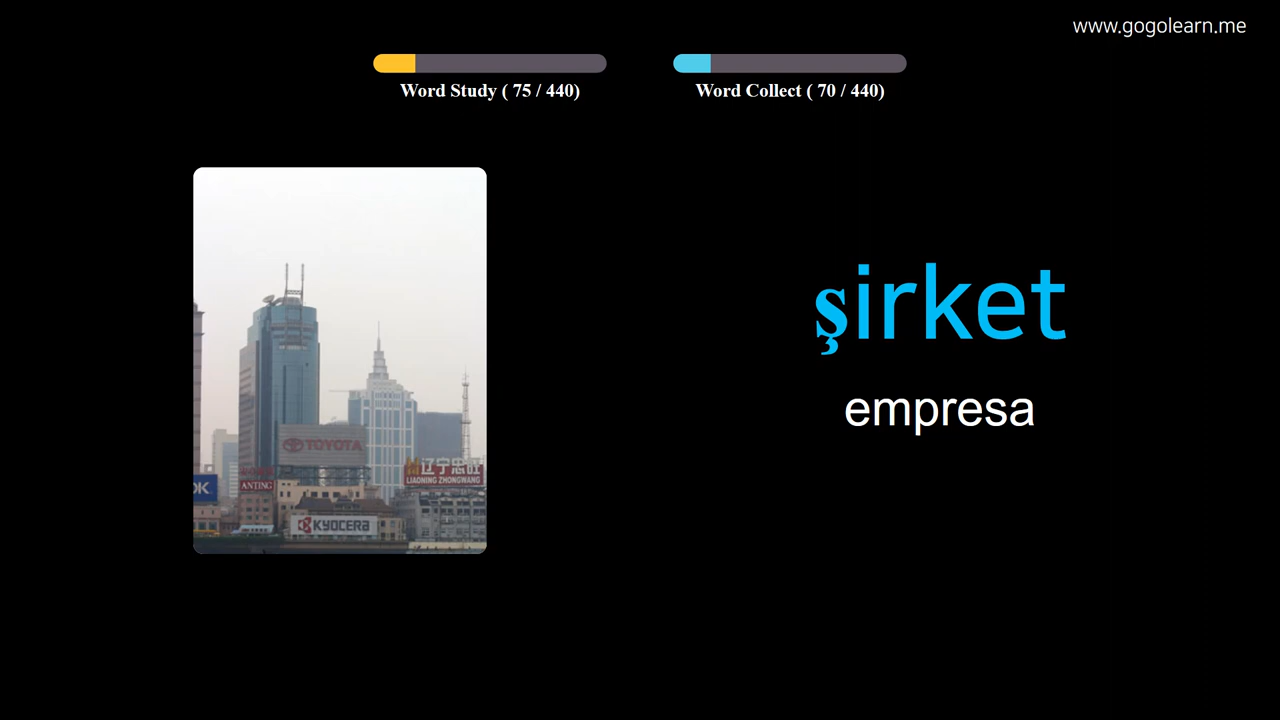 www.gogolearn.me
Word Study ( 75 / 440)
Word Collect ( 70 / 440)
şirket
empresa
TOYOTA
辽宁忠旺
LIAONING ZHONGWANG
OK
ANTING
KYOCERA